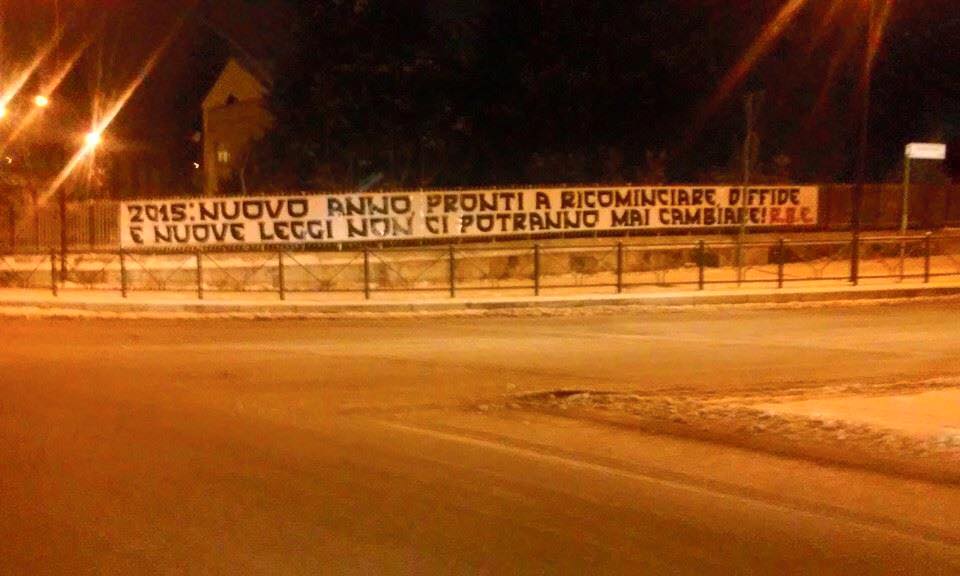 2015: NUOVO ANNO PRONTI A RICOMINCIARE, DIFFIDE
E NUOVE LEGGI NON CI POTRANNO MAI CAMBIARE! R.B.E.